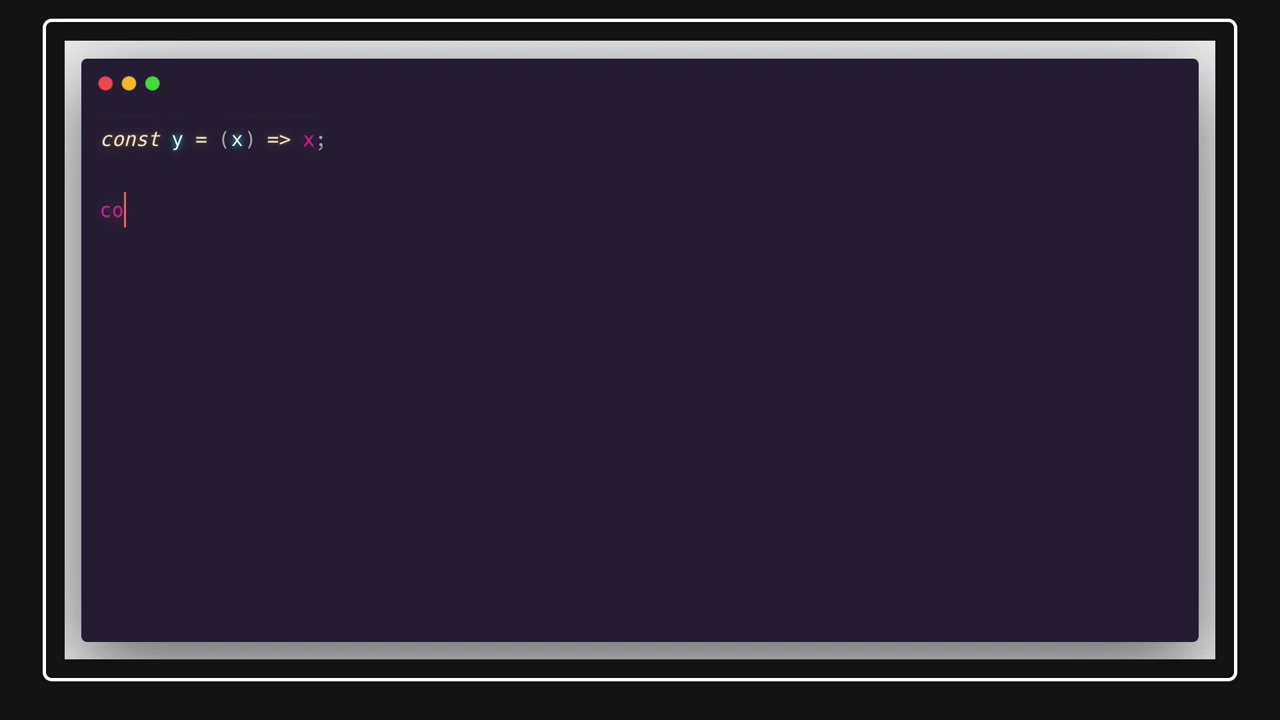 const y = (x) => x;
co